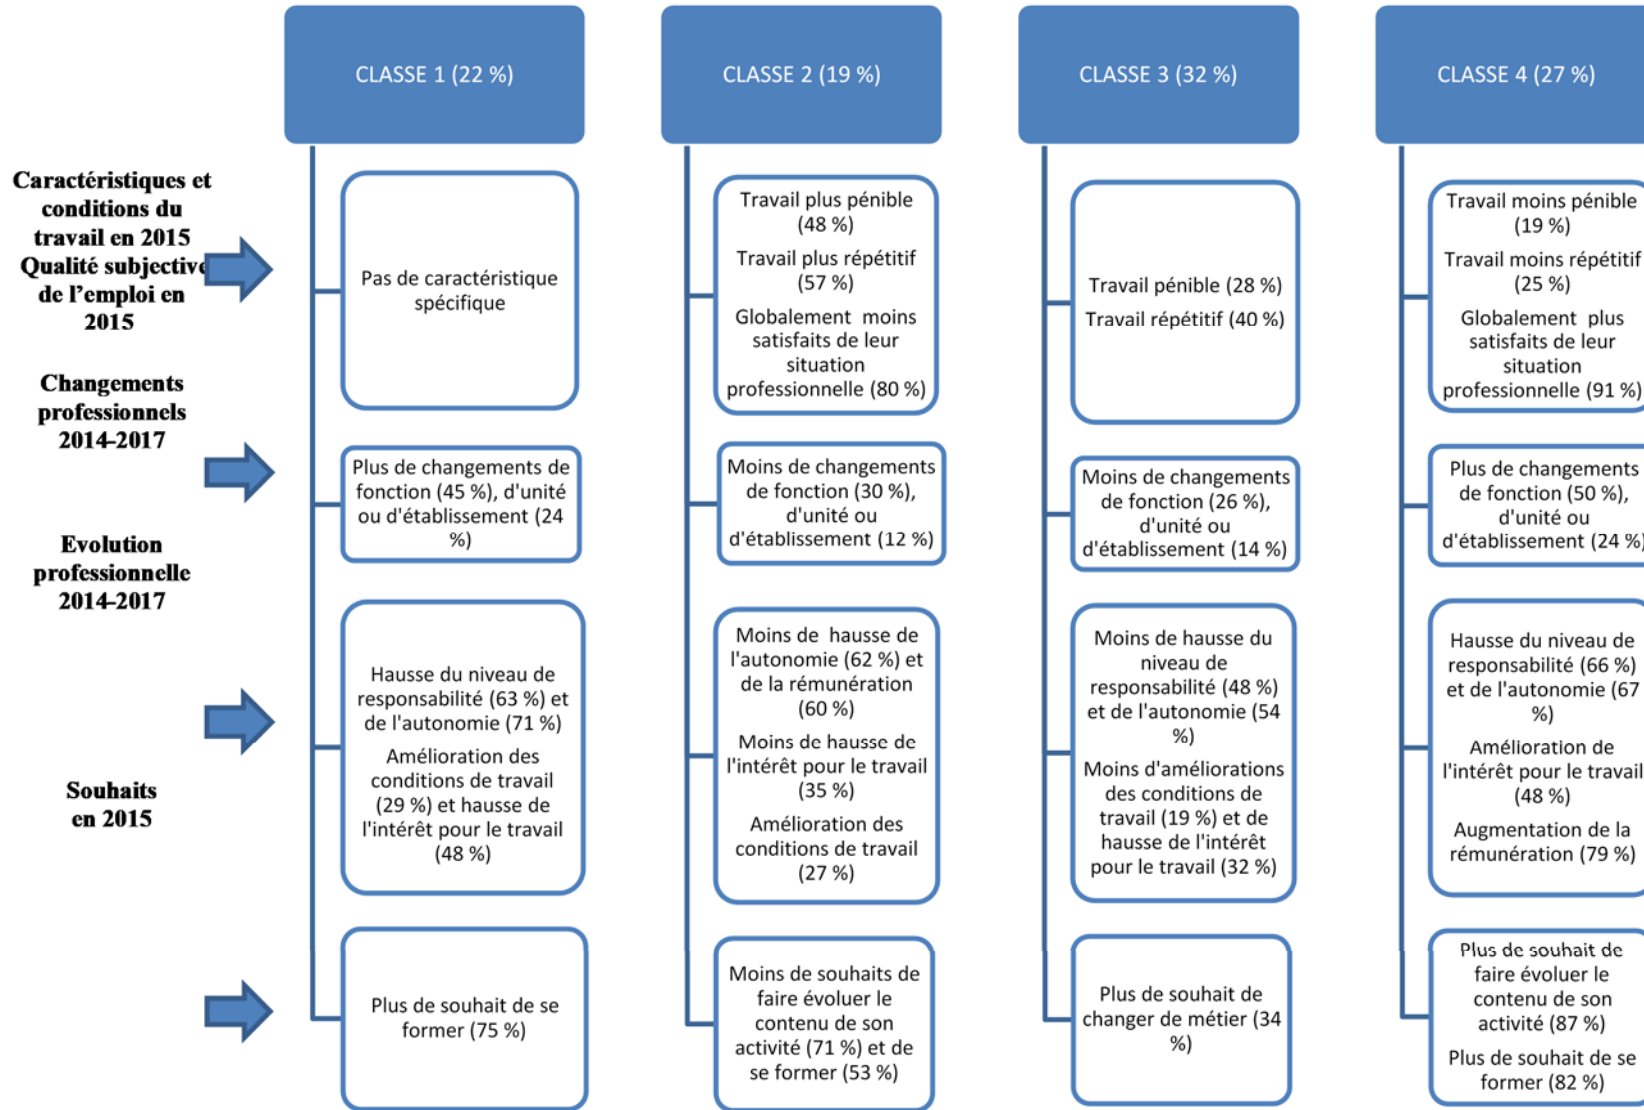 CLASSE 1 (22 %)
CLASSE 2 (19 %)
CLASSE 3 (32 %)
CLASSE 4 (27 %)
Caractéristiques et
conditions du
travail en 2015
Qualité subjective
de l’emploi en
2015
Pas de caractéristique
spécifique
Travail plus pénible
(48 %)
Travail plus répétitif
(57 %)
Globalement moins
satisfaits de leur
situation
professionnelle (80 %)
Travail pénible (28 %)
Travail répétitif (40 %)
Travail moins pénible
(19 %)
Travail moins répétitif
(25 %)
Globalement plus
satisfaits de leur
situation
professionnelle (91 %)
Changements
professionnels
2014-2017
Plus de changements de
fonction (45 %), d'unité
ou d'établissement (24
%)
Moins de changements
de fonction (30 %),
d'unité ou
d'établissement (12 %)
Moins de changements
de fonction (26 %),
d'unité ou
d'établissement (14 %)
Plus de changements
de fonction (50 %),
d'unité ou
d'établissement (24 %)
Evolution
professionnelle
2014-2017
Hausse du niveau de
responsabilité (63 %) et
de l'autonomie (71 %)
Amélioration des
conditions de travail
(29 %) et hausse de
l'intérêt pour le travail
(48 %)
Moins de hausse de
l'autonomie (62 %) et
de la rémunération
(60 %)
Moins de hausse de
l'intérêt pour le travail
(35 %)
Amélioration des
conditions de travail
(27 %)
Moins de hausse du
niveau de
responsabilité (48 %)
et de l'autonomie (54
%)
Moins d'améliorations
des conditions de
travail (19 %) et de
hausse de l'intérêt
pour le travail (32 %)
Hausse du niveau de
responsabilité (66 %)
et de l'autonomie (67
%)
Amélioration de
l'intérêt pour le travail
(48 %)
Augmentation de la
rémunération (79 %)
Souhaits
en 2015
Plus de souhait de se
former (75 %)
Moins de souhaits de
faire évoluer le
contenu de son
activité (71 %) et de
se former (53 %)
Plus de souhait de
changer de métier (34
%)
Plus de souhait de
faire évoluer le
contenu de son
activité (87 %)
Plus de souhait de se
former (82 %)